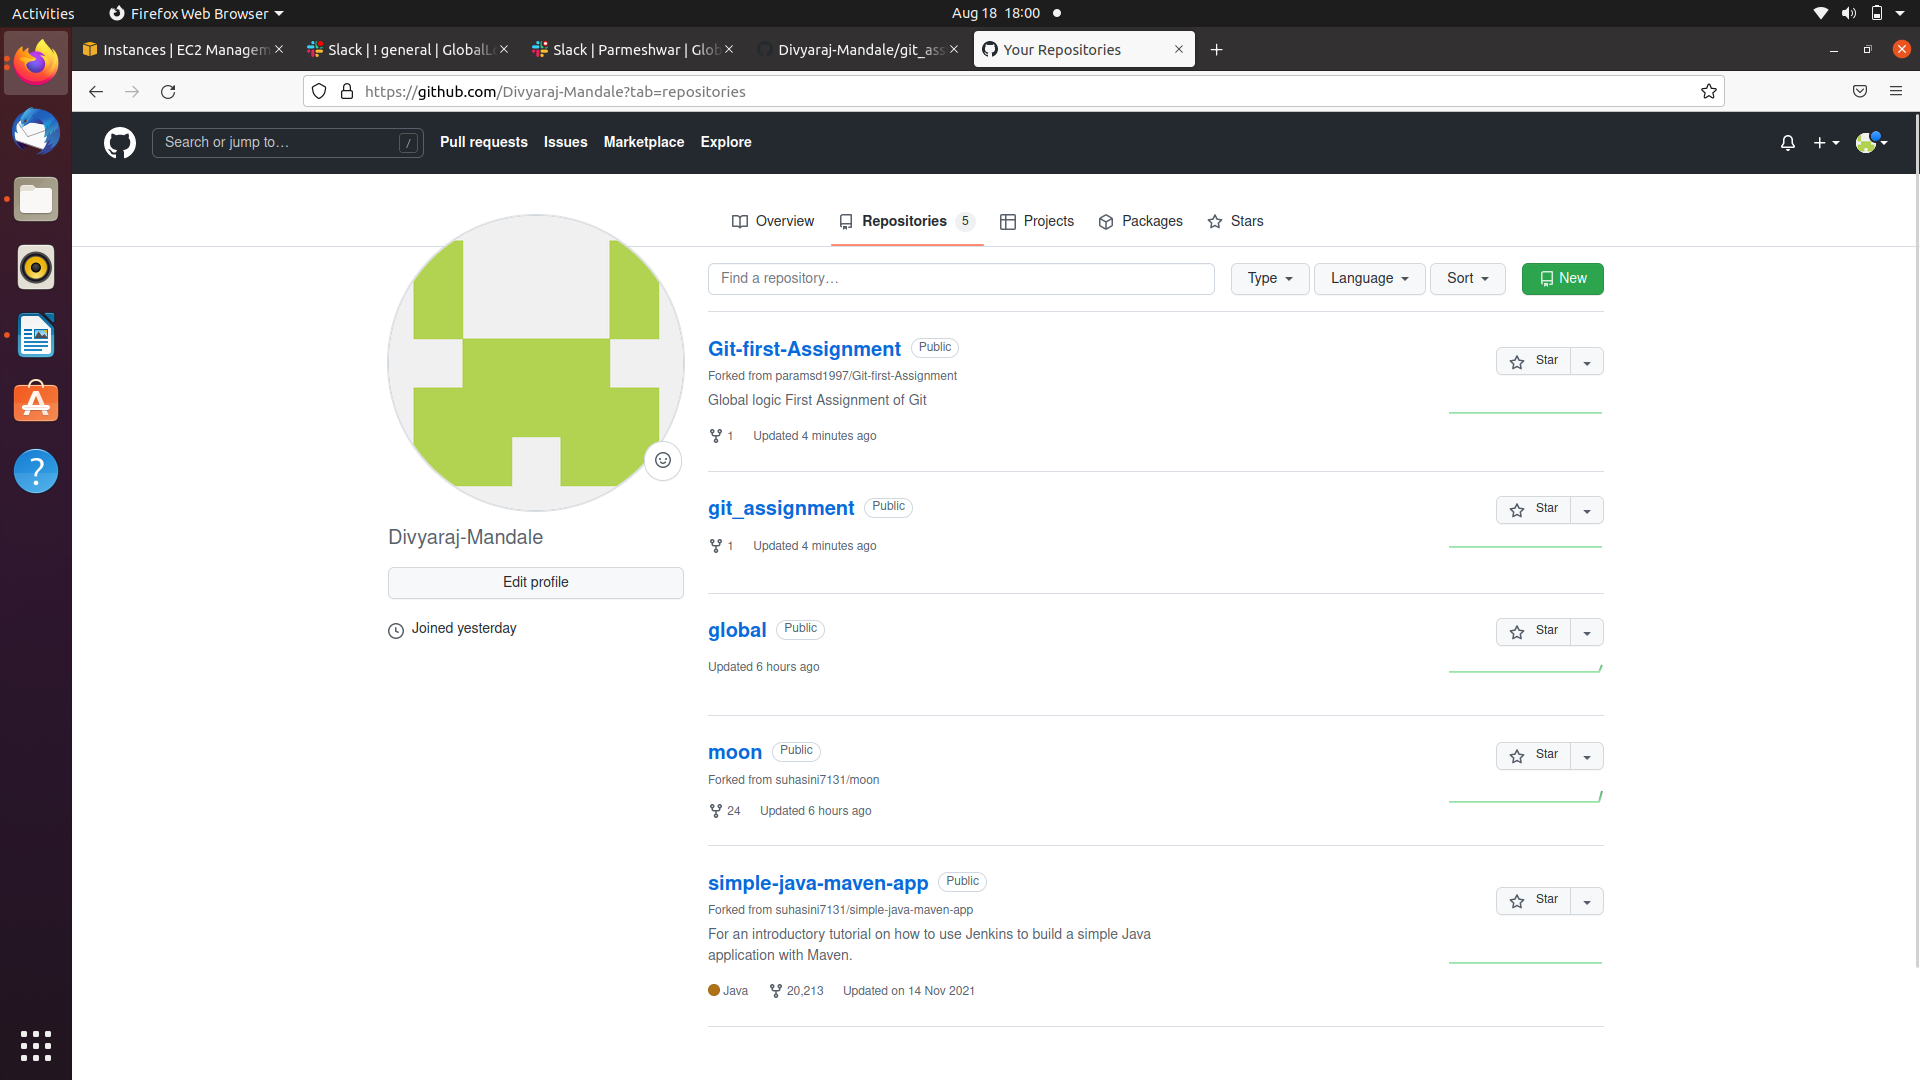 Activities
Firefox Web Browser
Aug 18 18:00
Instances | EC2 Managem
Slack | ! general | GlobalL
Slack | Parmeshwar | Glob
Divyaraj-Mandale/git_ass
Your Repositories
https://github.com/Divyaraj-Mandale?tab=repositories
Search or jump to…
/
Pull requests
Issues
Marketplace
Explore
Overview
Repositories 5
Projects
Packages
Stars
Find a repository…
Type
Language
Sort
New
Git-first-Assignment Public
Star
Forked from paramsd1997/Git-first-Assignment
Global logic First Assignment of Git
1 Updated 4 minutes ago
git_assignment Public
Star
1 Updated 4 minutes ago
Divyaraj-Mandale
Edit profile
Joined yesterday
global Public
Star
Updated 6 hours ago
moon Public
Star
Forked from suhasini7131/moon
24 Updated 6 hours ago
simple-java-maven-app Public
Star
Forked from suhasini7131/simple-java-maven-app
For an introductory tutorial on how to use Jenkins to build a simple Java
application with Maven.
Java 20,213 Updated on 14 Nov 2021